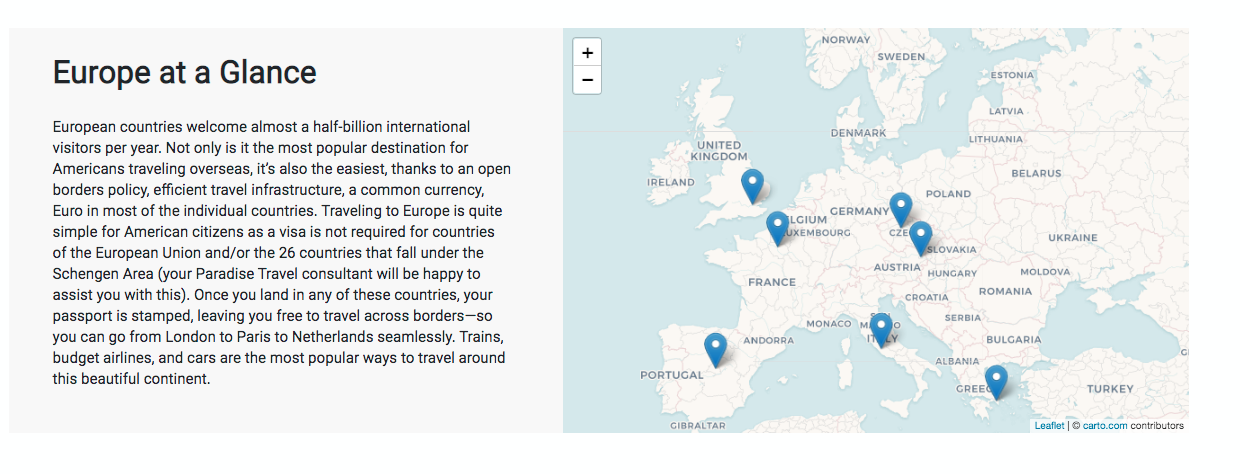 Europe at a Glance
European countries welcome almost a half-billion international
visitors per year. Not only is it the most popular destination for
Americans traveling overseas, it's also the easiest, thanks to an open
borders policy, efficient travel infrastructure, a common currency,
Euro in most of the individual countries. Traveling to Europe is quite
simple for American citizens as a visa is not required for countries
of the European Union and/or the 26 countries that fall under the
Schengen Area (your Paradise Travel consultant will be happy to
assist you with this). Once you land in any of these countries, your
passport is stamped, leaving you free to travel across borders—so
you can go from London to Paris to Netherlands seamlessly. Trains,
budget airlines, and cars are the most popular ways to travel around
this beautiful continent.
+
−
NORWAY
SWEDEN
ESTONIA
LATVIA
DENMARK
LITHUANIA
UNITED
KINGDOM
BELARUS
IRELAND
POLAND
GERMANY
UKRAINE
SLOVAKIA
AUSTRIA
HUNGARY
MOLDOVA
FRANCE
ROMANIA
CROATIA
SERBIA
MONACO
ITALY
ANDORRA
BULGARIA
ALBANIA
PORTUGAL
TURKEY
GIBRALTAR
Leaflet | © carto.com contributors